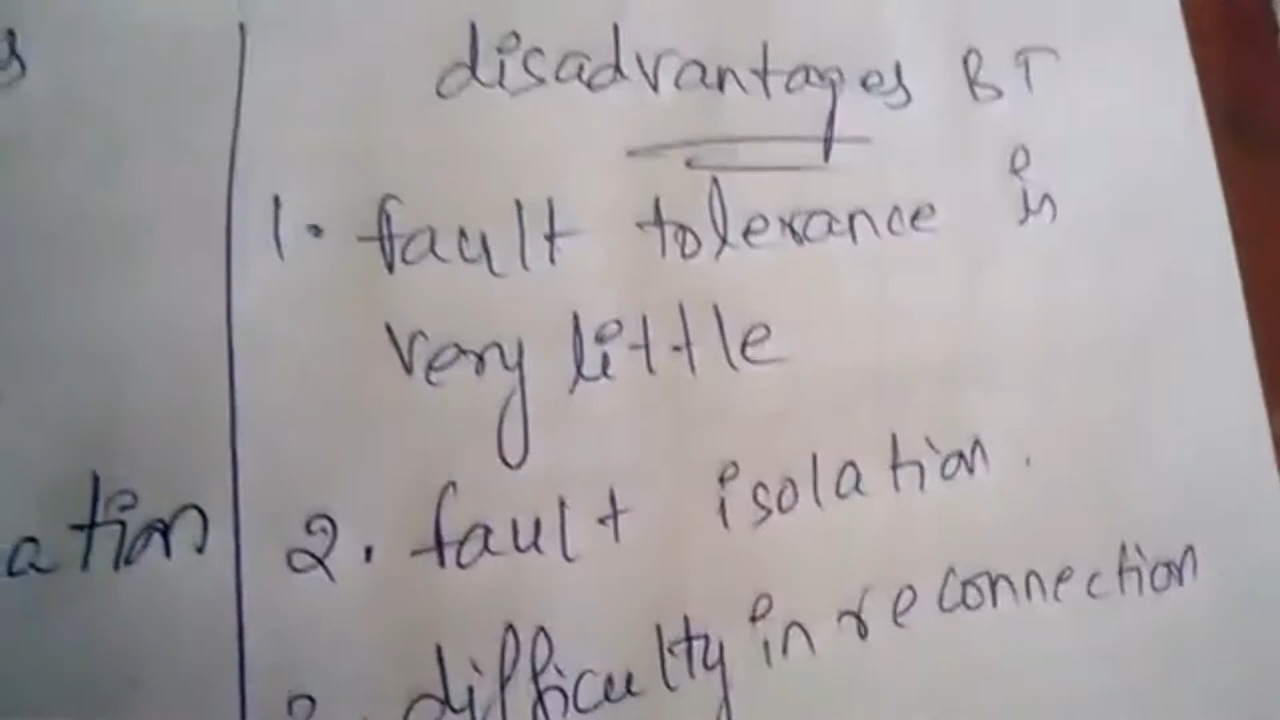 disadvantages BT
1. fault tolerance is
very little
2. fault isolation.
ation
difficulty in reconnection